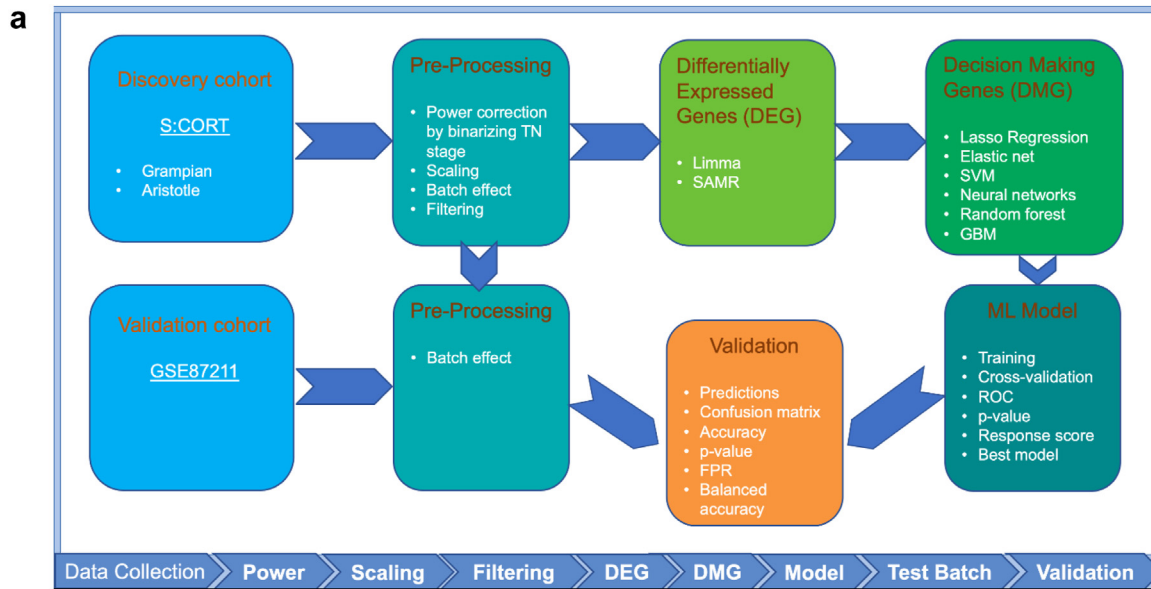 a
Discovery cohort
S:CORT
• Grampian
• Aristotle
Pre-Processing
• Power correction
by binarizing TN
stage
• Scaling
• Batch effect
• Filtering
Differentially
Expressed
Genes (DEG)
• Limma
• SAMR
Decision Making
Genes (DMG)
• Lasso Regression
• Elastic net
• SVM
• Neural networks
• Random forest
• GBM
Validation cohort
GSE87211
Pre-Processing
• Batch effect
Validation
• Predictions
• Confusion matrix
• Accuracy
• p-value
• FPR
• Balanced
accuracy
ML Model
• Training
• Cross-validation
• ROC
• p-value
• Response score
• Best model
Data Collection Power Scaling Filtering DEG DMG Model Test Batch Validation